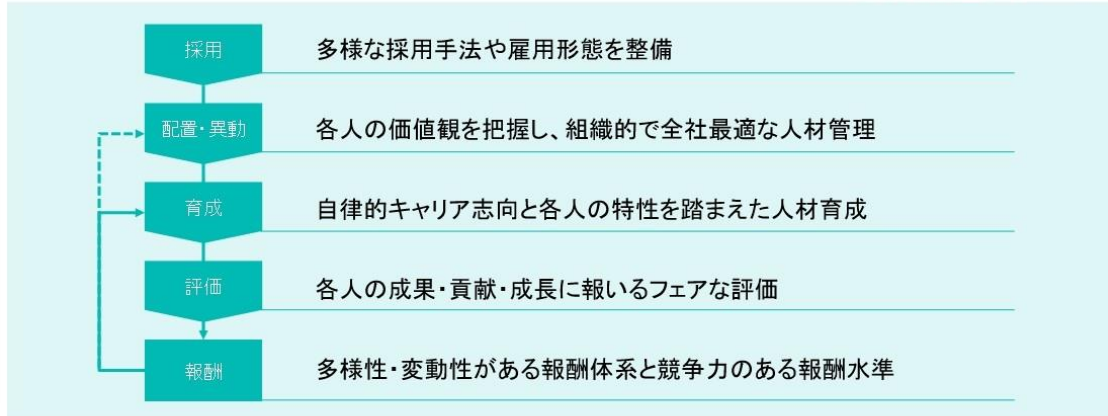 採用
多様な採用手法や雇用形態を整備
配置・異動
各人の価値観を把握し、組織的で全社最適な人材管理
育成
自律的キャリア志向と各人の特性を踏まえた人材育成
評価
各人の成果・貢献・成長に報いるフェアな評価
報酬
多様性・変動性がある報酬体系と競争力のある報酬水準